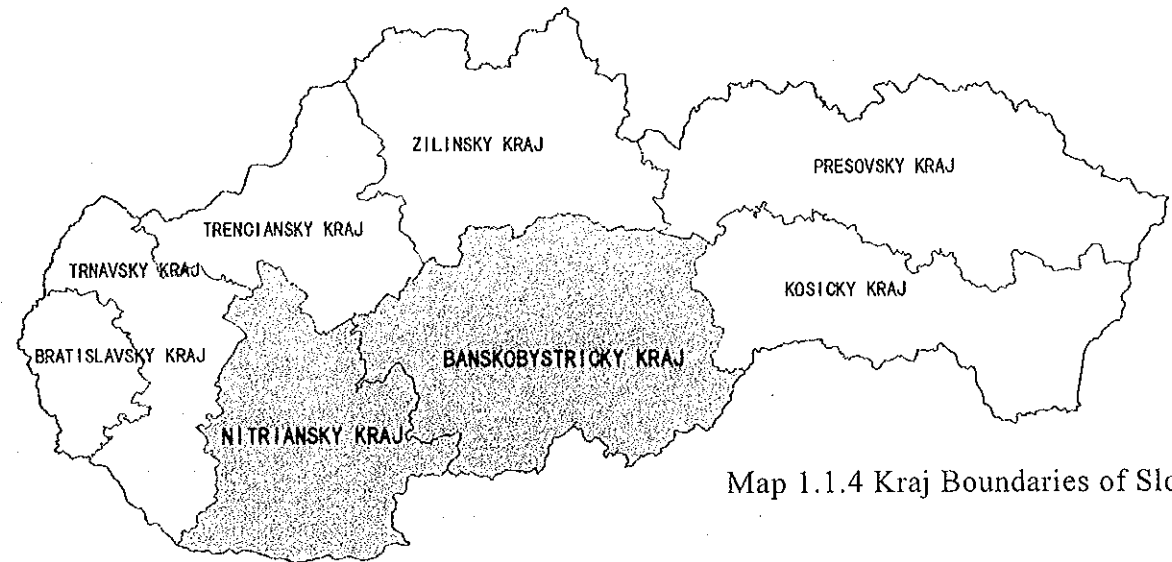 ZILINSKY KRAJ
PRESOVSKY KRAJ
TRENCIANSKY KRAJ
TRNAVSKY KRAJ
KOSICKY KRAJ
BRATISLAVSKY KRAJ
BANSKOBYSTRICKY KRAJ
NITRIANSKY KRAJ
Map 1.1.4 Kraj Boundaries of Slo